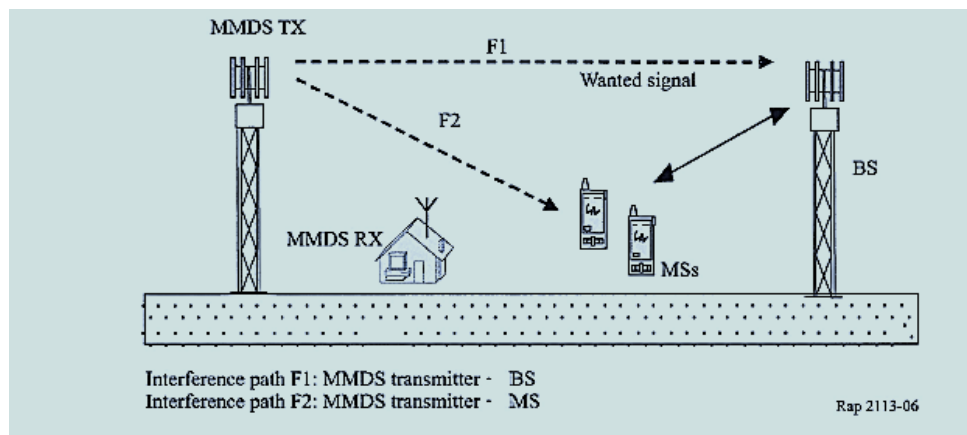 MMDS TX
F1
Wanted signal
F2
BS
MMDS RX
MSs
Interference path F1: MMDS transmitter - BS
Interference path F2: MMDS transmitter - MS
Rap 2113-06